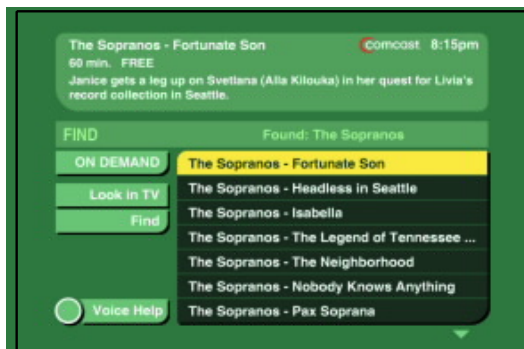 The Sopranos - Fortunate Son
comcast 8:15pm
60 min. FREE
Janice gets a leg up on Svetlana (Alla Kilouka) in her quest for Livia's
record collection in Seattle.
FIND
Found: The Sopranos
ON DEMAND
Look in TV
Find
Voice Help
The Sopranos - Fortunate Son
The Sopranos - Headless in Seattle
The Sopranos - Isabella
The Sopranos - The Legend of Tennessee ...
The Sopranos - The Neighborhood
The Sopranos - Nobody Knows Anything
The Sopranos - Pax Soprana